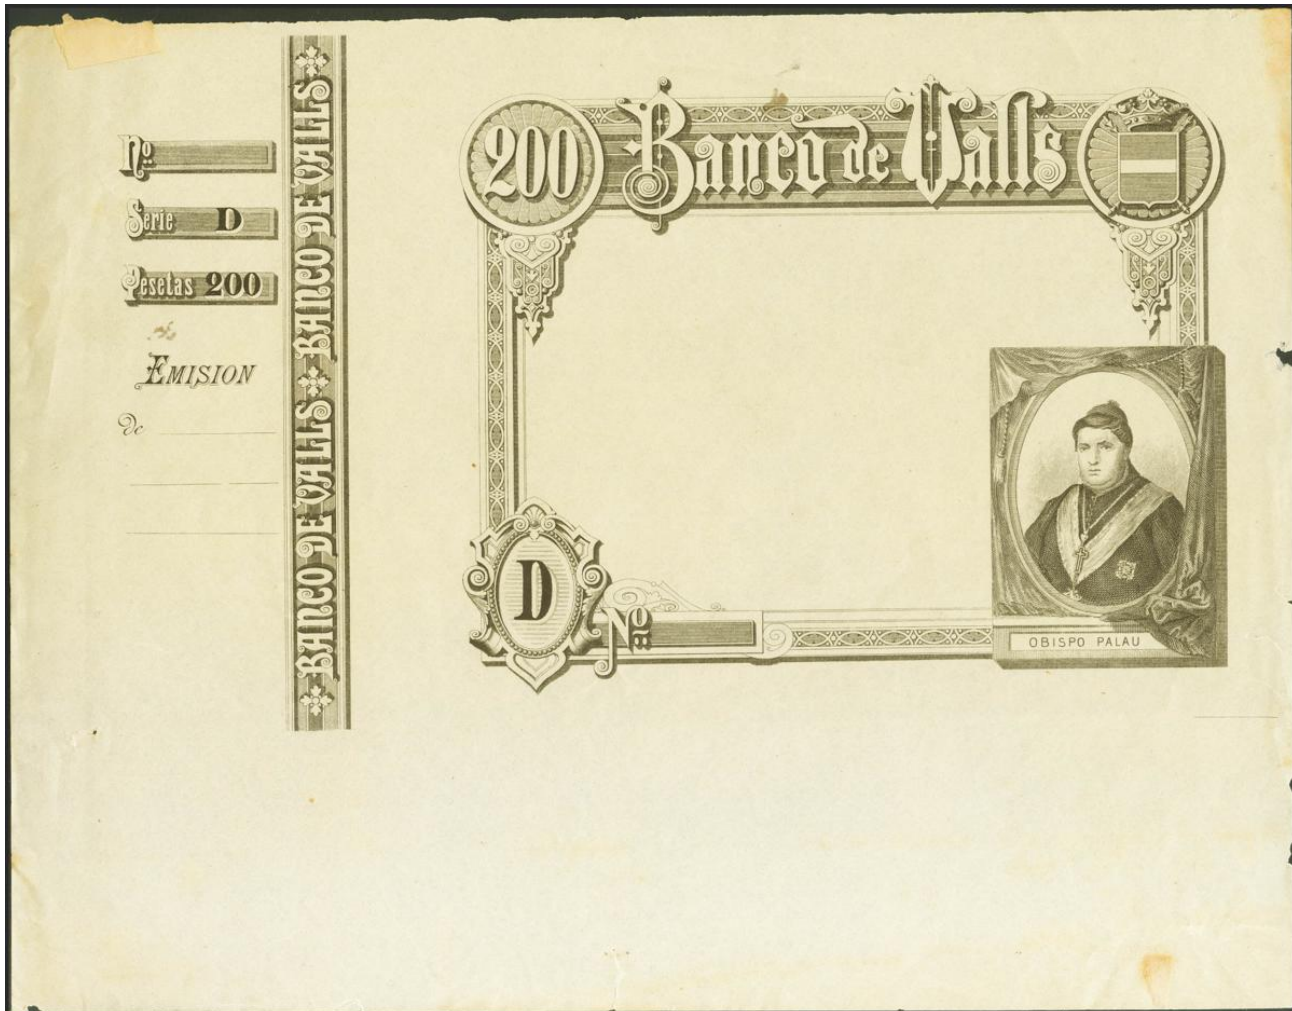 Nº
Serie D
Pesetas 200
EMISION
de
BANCO DE VALLS BANCO DE VALLS
200 Banco de Valls
D Nº
OBISPO PALAU